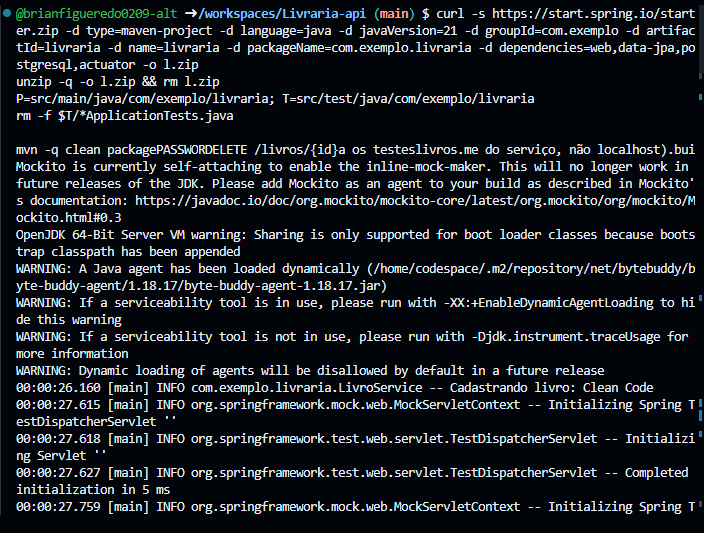 @brianfigueredo0209-alt ➜/workspaces/Livraria-api (main) $ curl -s https://start.spring.io/start
er.zip -d type=maven-project -d language=java -d javaVersion=21 -d groupId=com.exemplo -d artifac
tId=livraria -d name=livraria -d packageName=com.exemplo.livraria -d dependencies=web,data-jpa,po
stgresql,actuator -o l.zip
unzip -q -o l.zip && rm l.zip
P=src/main/java/com/exemplo/livraria; T=src/test/java/com/exemplo/livraria
rm -f $T/*ApplicationTests.java
mvn -q clean packagePASSWORDELETE /livros/{id}a os testeslivros.me do serviço, não localhost).bui
Mockito is currently self-attaching to enable the inline-mock-maker. This will no longer work in
future releases of the JDK. Please add Mockito as an agent to your build as described in Mockito'
s documentation: https://javadoc.io/doc/org.mockito/mockito-core/latest/org.mockito/org/mockito/M
ockito.html#0.3
OpenJDK 64-Bit Server VM warning: Sharing is only supported for boot loader classes because boots
trap classpath has been appended
WARNING: A Java agent has been loaded dynamically (/home/codespace/.m2/repository/net/bytebuddy/b
yte-buddy-agent/1.18.17/byte-buddy-agent-1.18.17.jar)
WARNING: If a serviceability tool is in use, please run with -XX:+EnableDynamicAgentLoading to hi
de this warning
WARNING: If a serviceability tool is not in use, please run with -Djdk.instrument.traceUsage for
more information
WARNING: Dynamic loading of agents will be disallowed by default in a future release
00:00:26.160 [main] INFO com.exemplo.livraria.LivroService -- Cadastrando livro: Clean Code
00:00:27.615 [main] INFO org.springframework.mock.web.MockServletContext -- Initializing Spring T
estDispatcherServlet ''
00:00:27.618 [main] INFO org.springframework.test.web.servlet.TestDispatcherServlet -- Initializi
ng Servlet ''
00:00:27.627 [main] INFO org.springframework.test.web.servlet.TestDispatcherServlet -- Completed
initialization in 5 ms
00:00:27.759 [main] INFO org.springframework.mock.web.MockServletContext -- Initializing Spring T